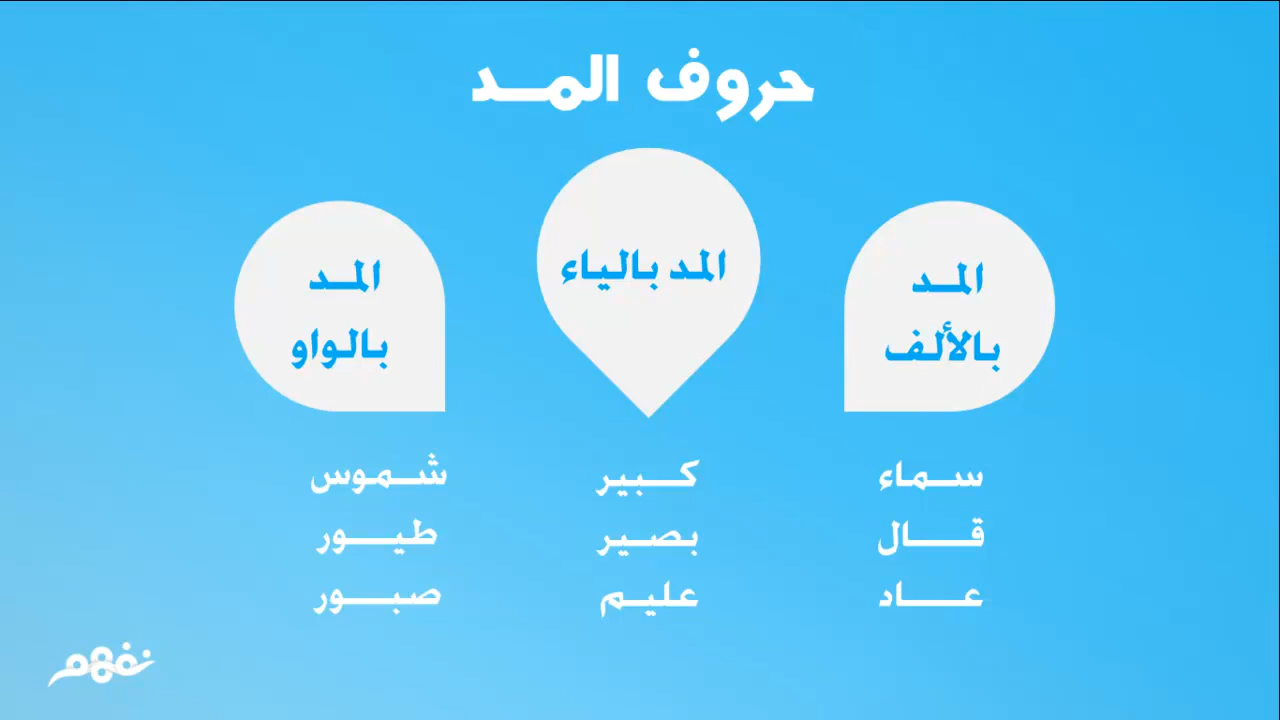 حروف المد
المد
بالألف
المد بالياء
المد
بالواو
سماء
قال
عاد
كبير
بصير
عليم
شموس
طيور
صبور
نفهم